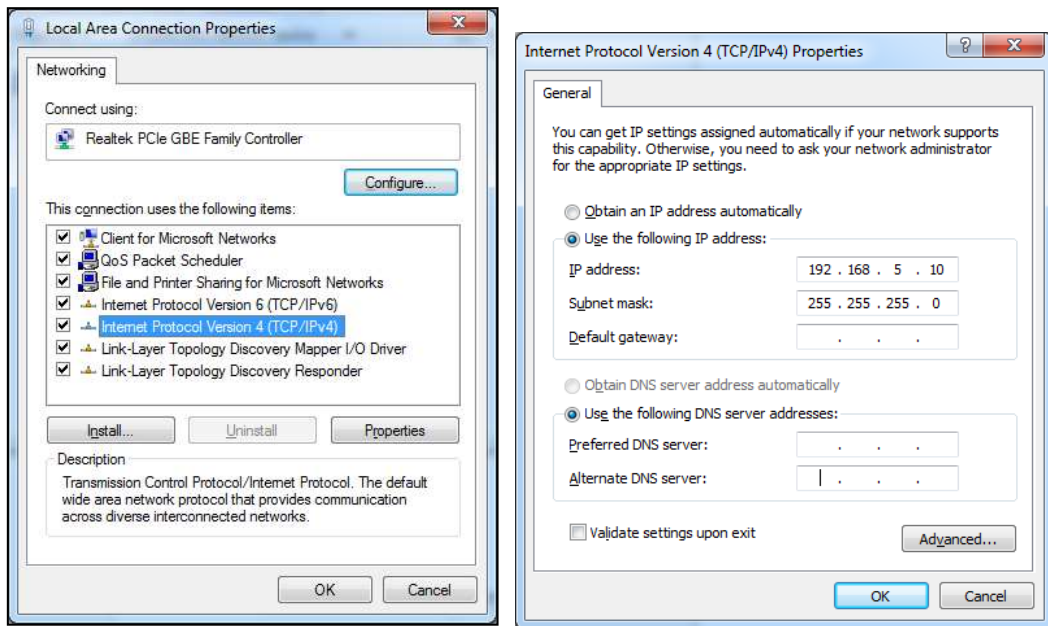 Local Area Connection Properties
Networking
Connect using:
Realtek PCIe GBE Family Controller
Configure...
This connection uses the following items:
Client for Microsoft Networks
QoS Packet Scheduler
File and Printer Sharing for Microsoft Networks
Internet Protocol Version 6 (TCP/IPv6)
Internet Protocol Version 4 (TCP/IPv4)
Link-Layer Topology Discovery Mapper I/O Driver
Link-Layer Topology Discovery Responder
Install...
Uninstall
Properties
Description
Transmission Control Protocol/Internet Protocol. The default
wide area network protocol that provides communication
across diverse interconnected networks.
OK
Cancel
Internet Protocol Version 4 (TCP/IPv4) Properties
?
General
You can get IP settings assigned automatically if your network supports
this capability. Otherwise, you need to ask your network administrator
for the appropriate IP settings.
Obtain an IP address automatically
Use the following IP address:
IP address: 192 . 168 . 5 . 10
Subnet mask: 255 . 255 . 255 . 0
Default gateway: . . .
Obtain DNS server address automatically
Use the following DNS server addresses:
Preferred DNS server: . . .
Alternate DNS server: . . .
Validate settings upon exit
Advanced...
OK
Cancel